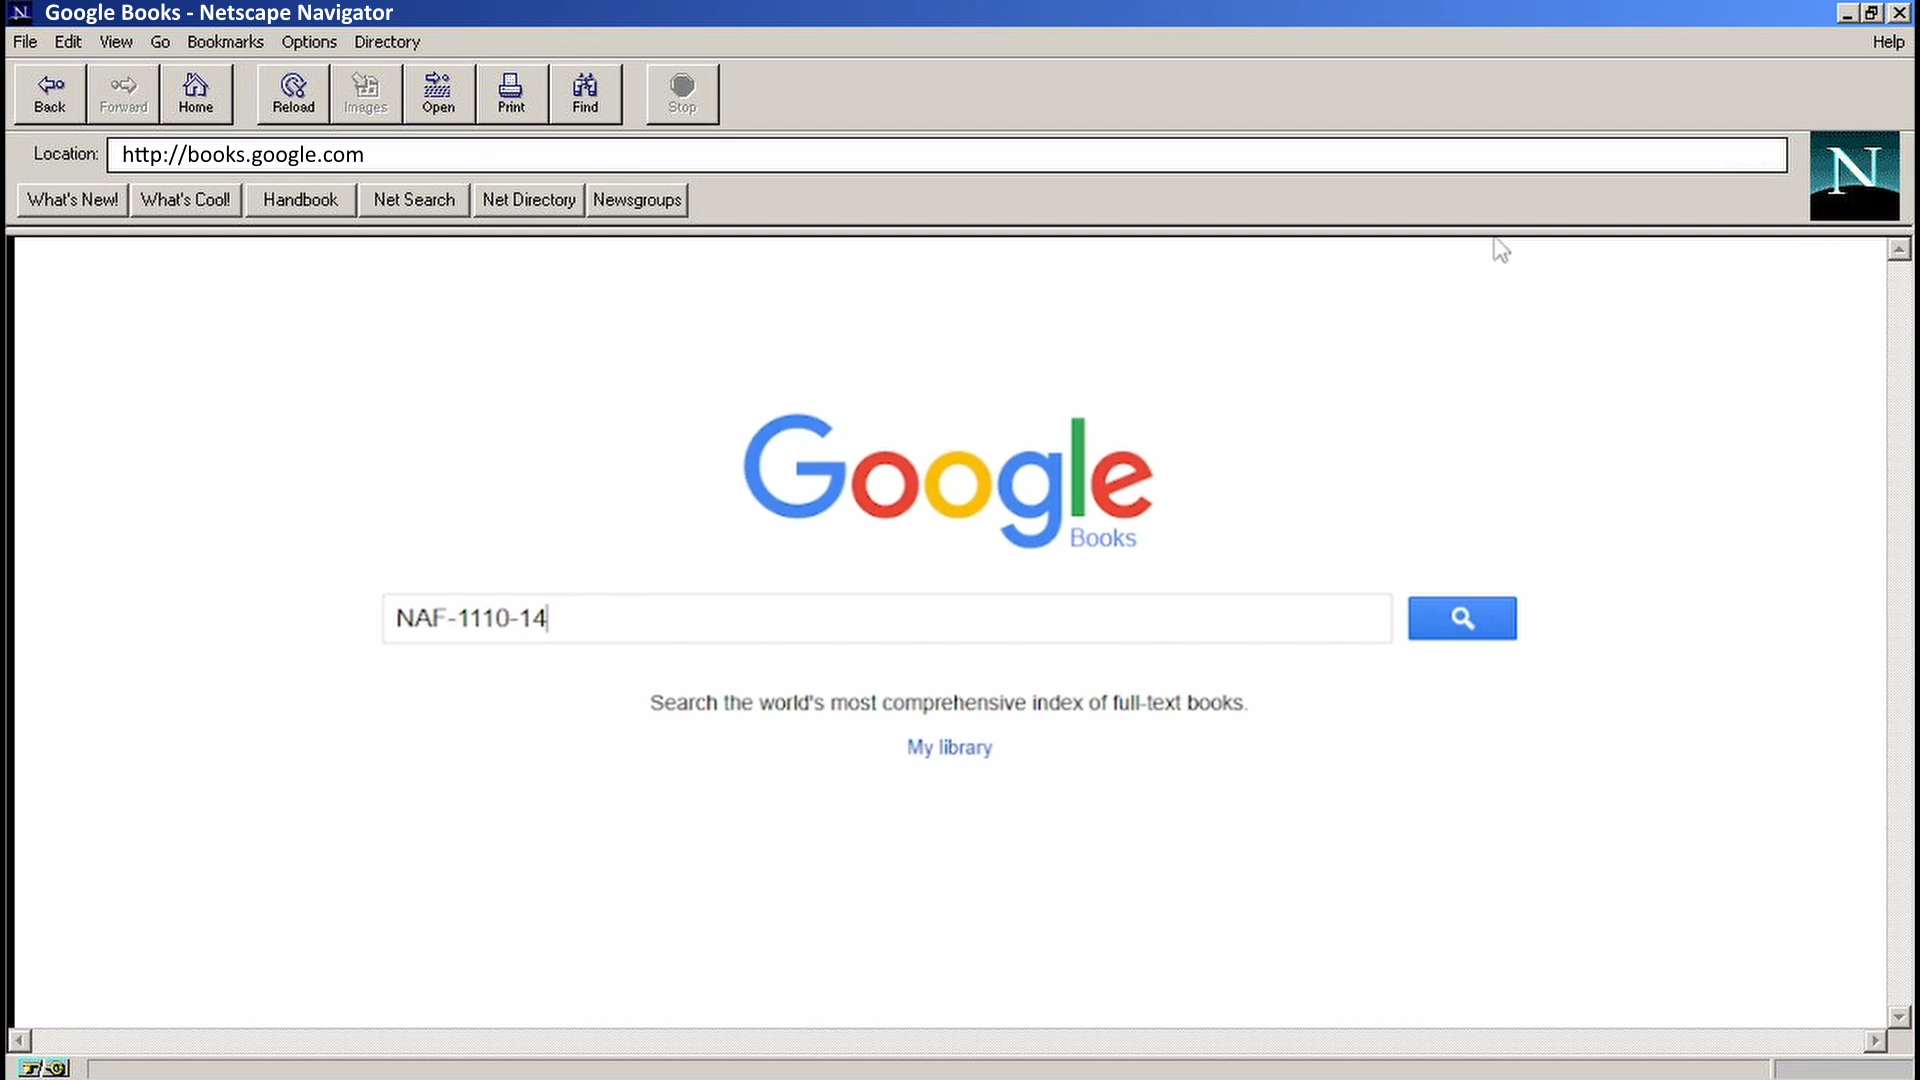 Google Books - Netscape Navigator
File Edit View Go Bookmarks Options Directory Help
Back Forward Home Reload Images Open Print Find Stop
Location: http://books.google.com
N
What's New! What's Cool! Handbook Net Search Net Directory Newsgroups
Google
Books
NAF-1110-14
Search the world's most comprehensive index of full-text books.
My library